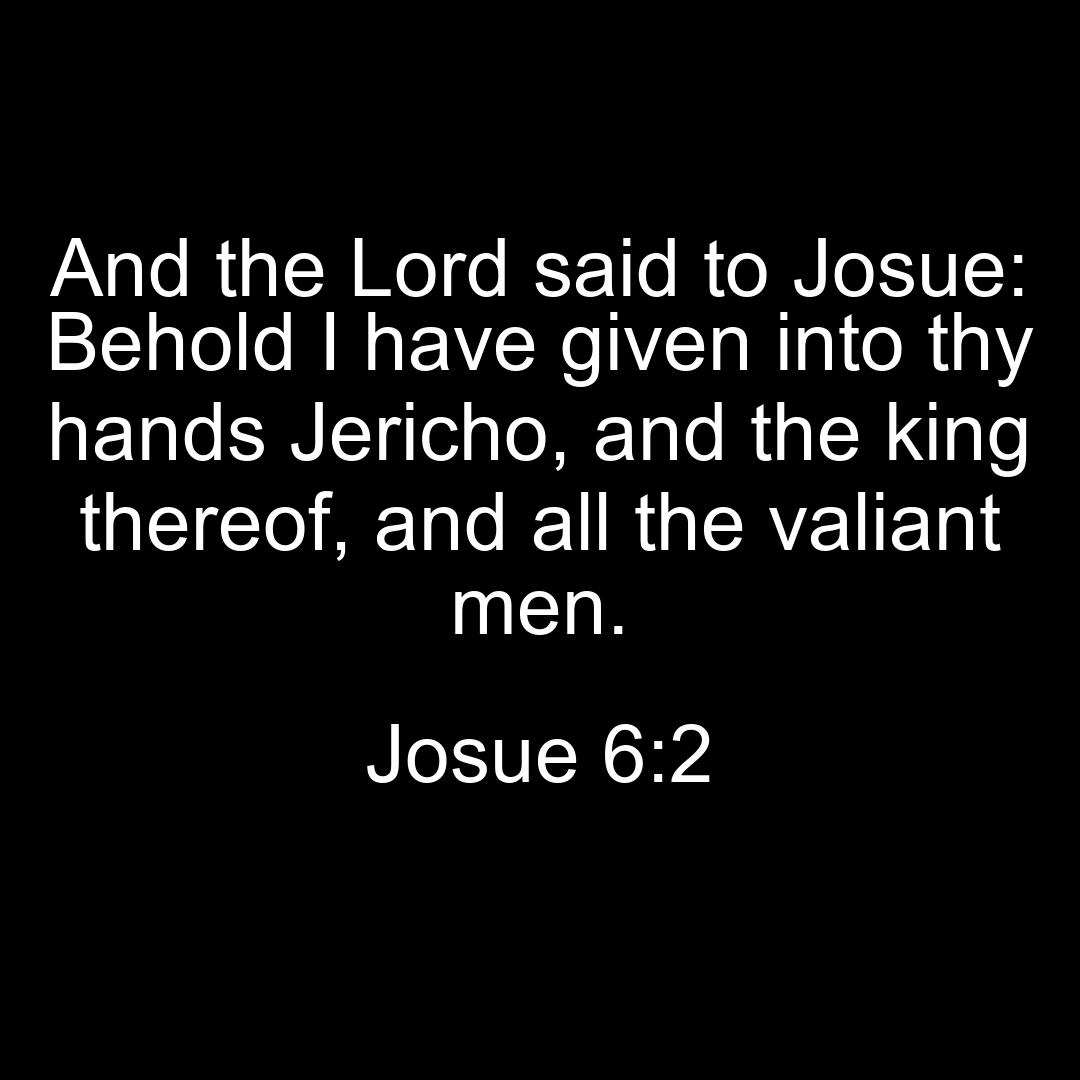 And the Lord said to Josue:
Behold I have given into thy
hands Jericho, and the king
thereof, and all the valiant
men.
Josue 6:2